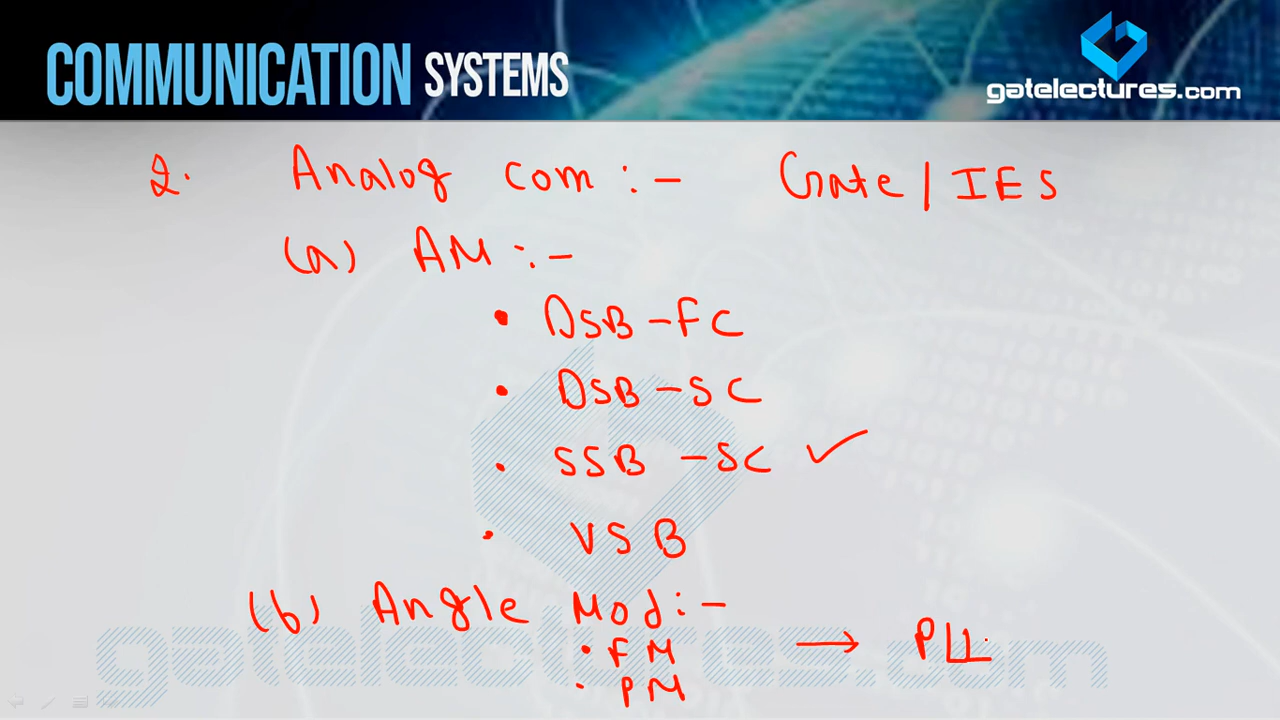 COMMUNICATION SYSTEMS
gatelectures.com
2. Analog com :- Gate / IES
(a) AM :-
• DSB-FC
• DSB-SC
• SSB-SC ✓
• VSB
(b) Angle Mod :-
• FM → PLL
• PM
gatelectures.com